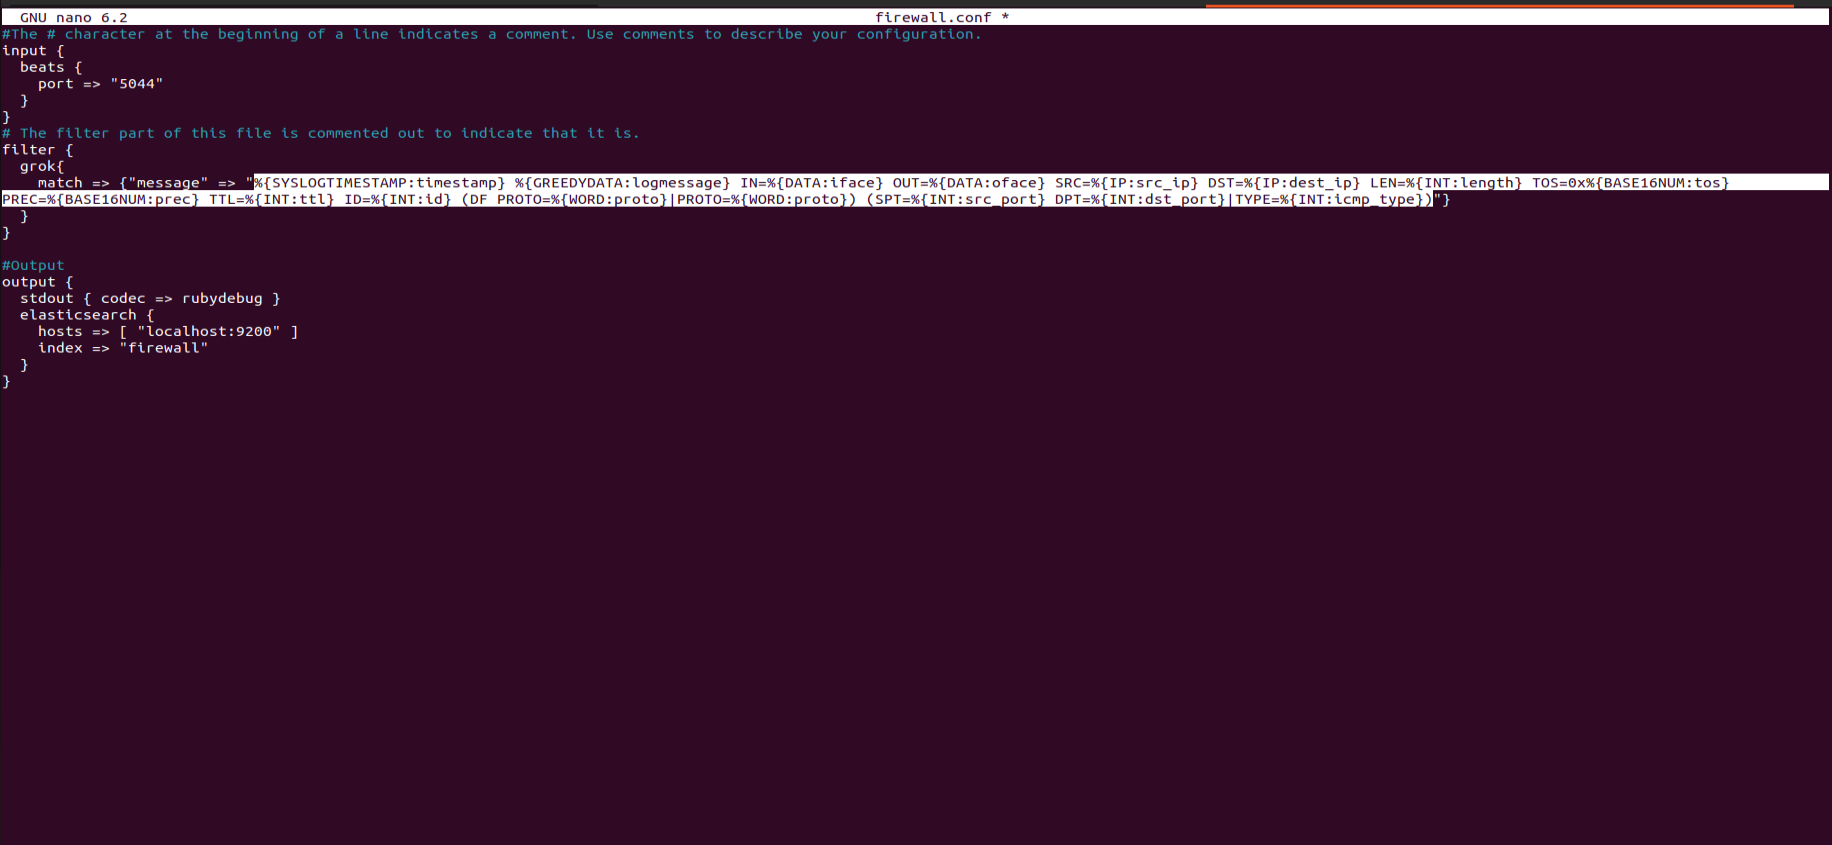 GNU nano 6.2 firewall.conf *
#The # character at the beginning of a line indicates a comment. Use comments to describe your configuration.
input {
  beats {
    port => "5044"
  }
}
# The filter part of this file is commented out to indicate that it is.
filter {
  grok{
    match => {"message" => "%{SYSLOGTIMESTAMP:timestamp} %{GREEDYDATA:logmessage} IN=%{DATA:iface} OUT=%{DATA:oface} SRC=%{IP:src_ip} DST=%{IP:dest_ip} LEN=%{INT:length} TOS=0x%{BASE16NUM:tos}
PREC=%{BASE16NUM:prec} TTL=%{INT:ttl} ID=%{INT:id} (DF PROTO=%{WORD:proto}|PROTO=%{WORD:proto}) (SPT=%{INT:src_port} DPT=%{INT:dst_port}|TYPE=%{INT:icmp_type})"}
  }
}
#Output
output {
  stdout { codec => rubydebug }
  elasticsearch {
    hosts => [ "localhost:9200" ]
    index => "firewall"
  }
}